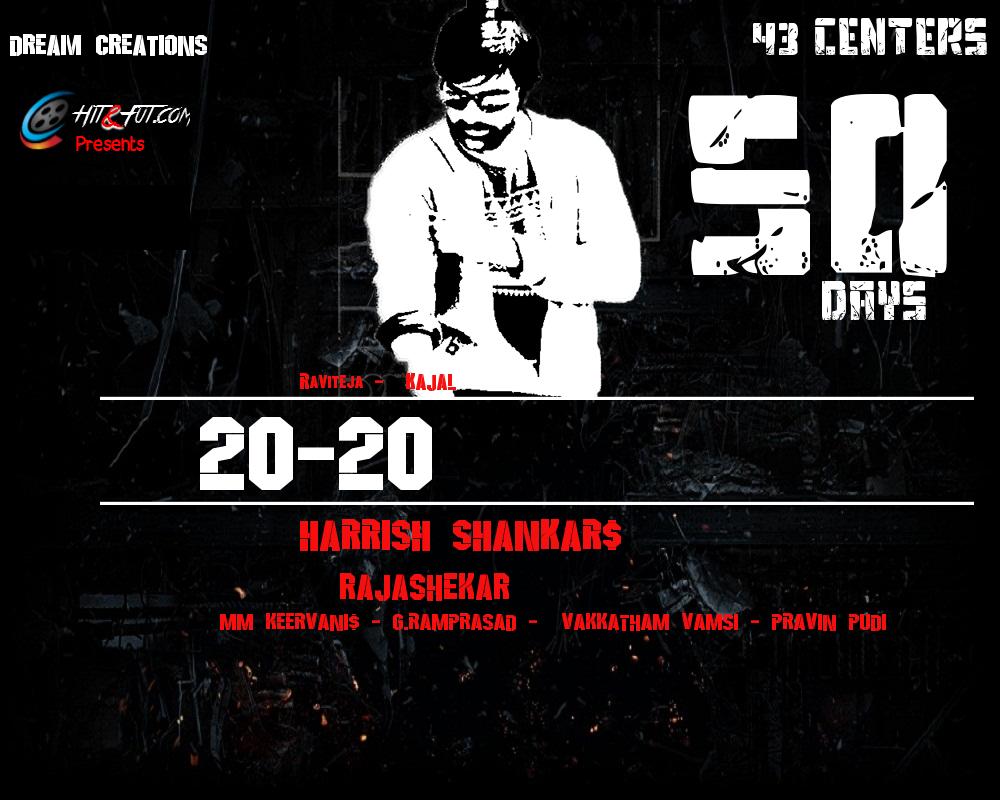 DREAM CREATIONS
43 CENTERS
HIT&FUT.COM
Presents
50
DAYS
RAVITEJA - KAJAL
20-20
HARRISH SHANKAR$
RAJASHEKAR
MM KEERVANI$ - G.RAMPRASAD - VAKKATHAM VAMSI - PRAVIN PUDI